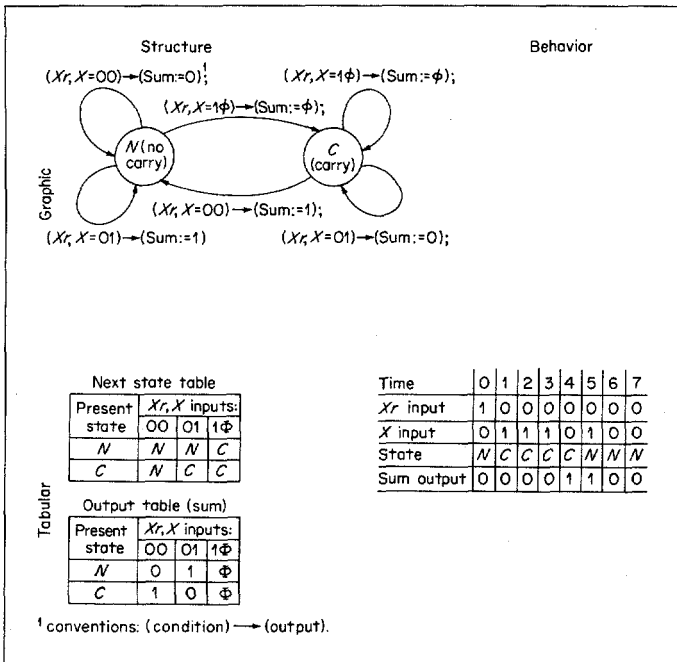 Structure
Behavior
(Xr,X=00)→(Sum:=0)¹;
(Xr,X=1ϕ)→(Sum:=ϕ);
(Xr,X=1ϕ)→(Sum:=ϕ);
N (no
carry)
C
(carry)
Graphic
(Xr,X=00)→(Sum:=1);
(Xr,X=01)→(Sum:=1)
(Xr,X=01)→(Sum:=0);
Next state table
Present state Xr,X inputs:
00 01 1Φ
N N N C
C N C C
Output table (sum)
Tabular
Present state Xr,X inputs:
00 01 1Φ
N 0 1 Φ
C 1 0 Φ
Time 0 1 2 3 4 5 6 7
Xr input 1 0 0 0 0 0 0 0
X input 0 1 1 1 0 1 0 0
State N C C C C N N N
Sum output 0 0 0 0 1 1 0 0
¹ conventions: (condition)⟶(output).